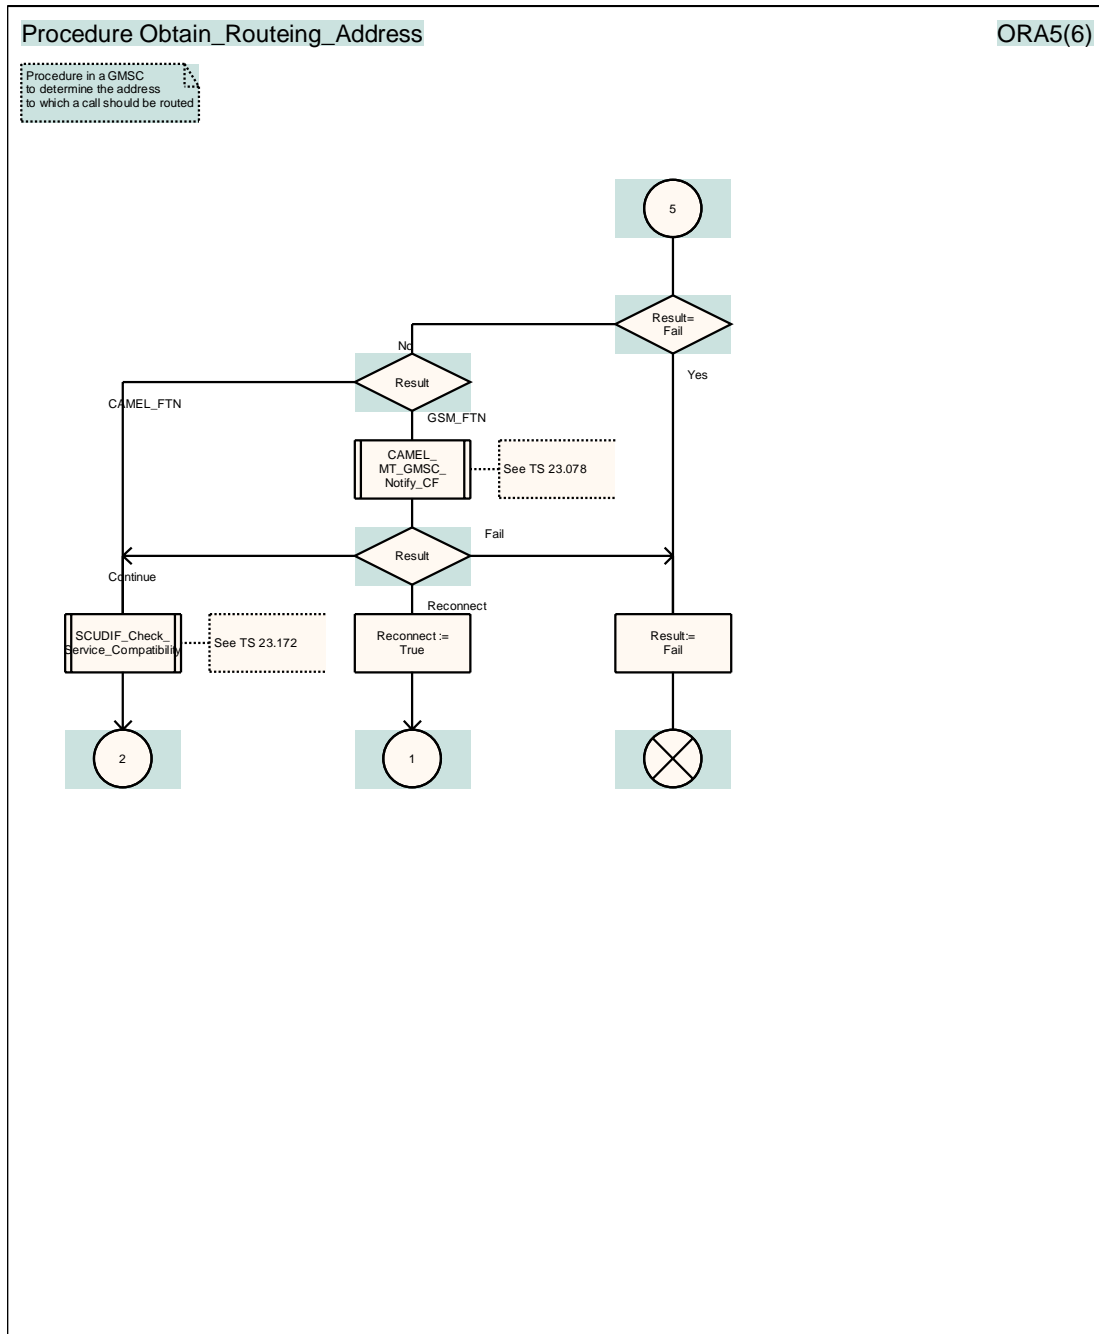 Procedure Obtain_Routeing_Address
ORA5(6)
Procedure in a GMSC
to determine the address
to which a call should be routed
5
Result=
Fail
No
Yes
Result
CAMEL_FTN
GSM_FTN
CAMEL_
MT_GMSC_
Notify_CF
See TS 23.078
Result
Fail
Continue
Reconnect
SCUDIF_Check_
Service_Compatibility
See TS 23.172
Reconnect :=
True
Result:=
Fail
2
1